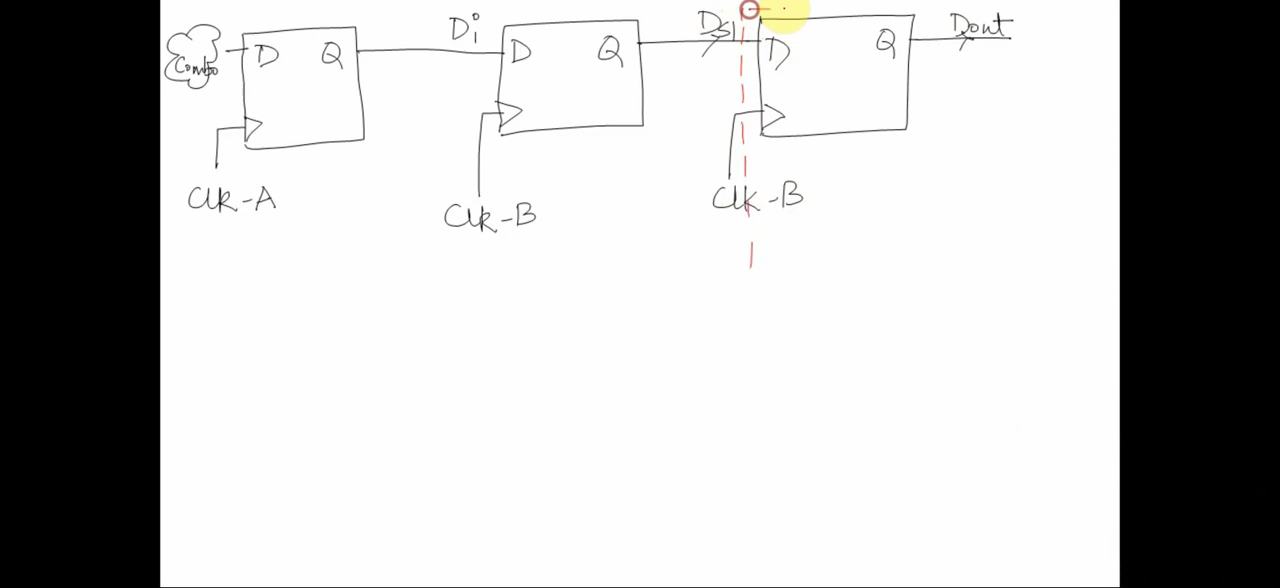 Combo
D Q
Di
D Q
Ds1
D Q
Dout
Clk-A
Clk-B
Clk-B